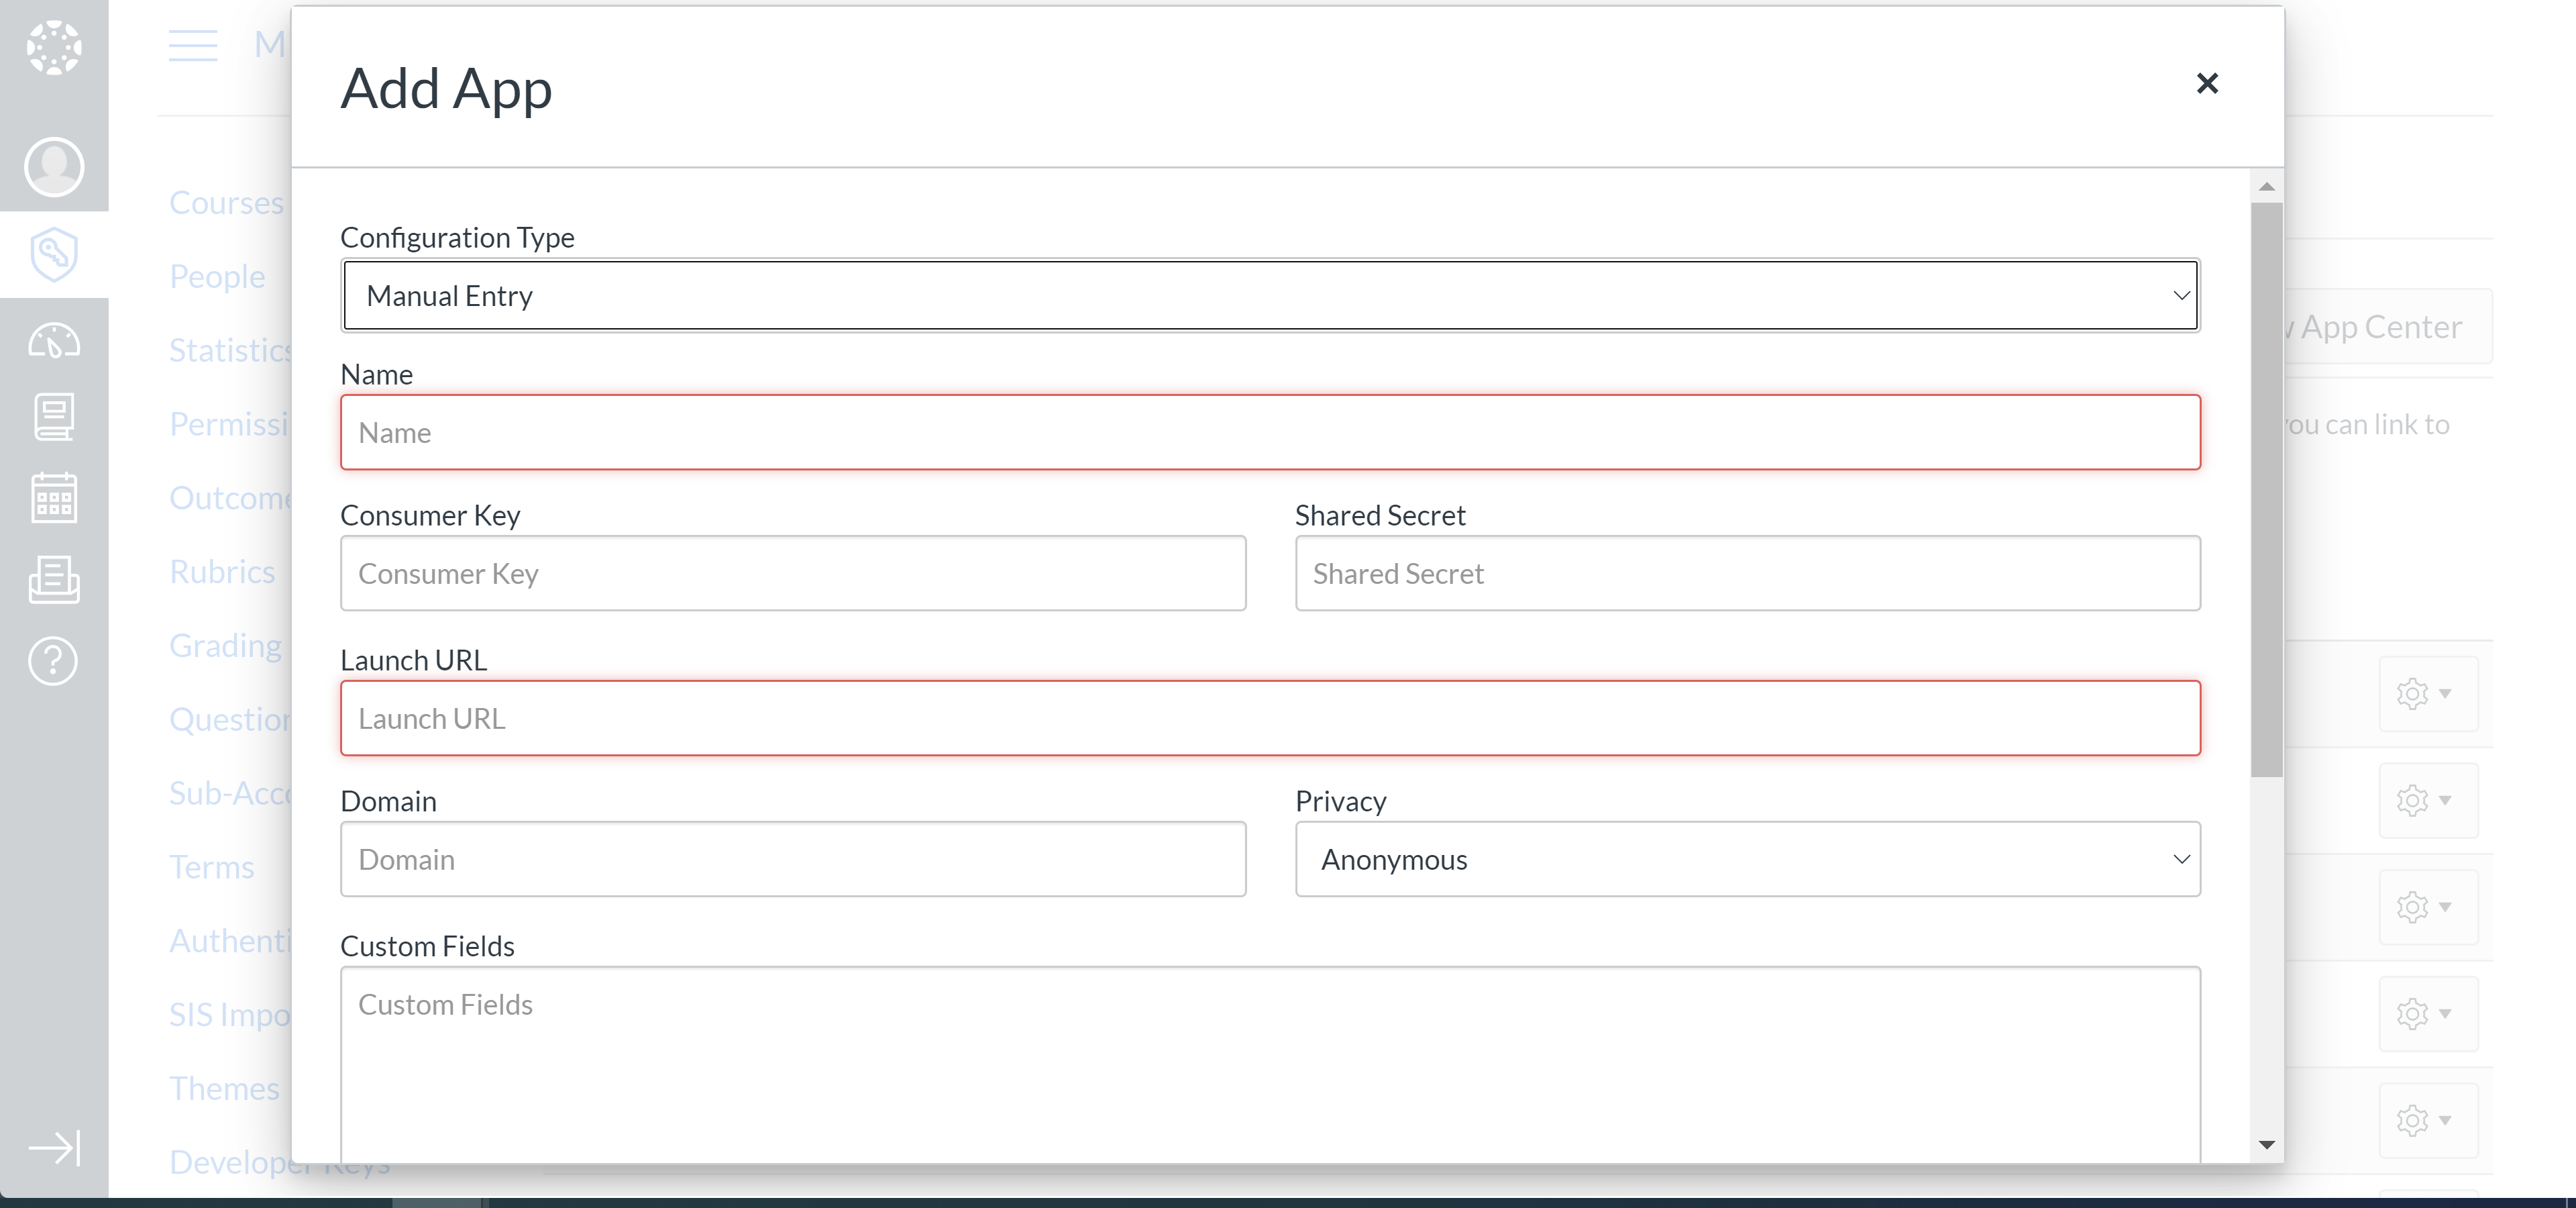 M
Add App
Courses
People
Statistics
Permissi
Outcome
Rubrics
Grading
Question
Sub-Acco
Terms
Authenti
SIS Impo
Themes
Developer Keys
Configuration Type
Manual Entry
Name
Name
Consumer Key
Shared Secret
Consumer Key
Shared Secret
Launch URL
Launch URL
Domain
Privacy
Domain
Anonymous
Custom Fields
Custom Fields
w App Center
you can link to